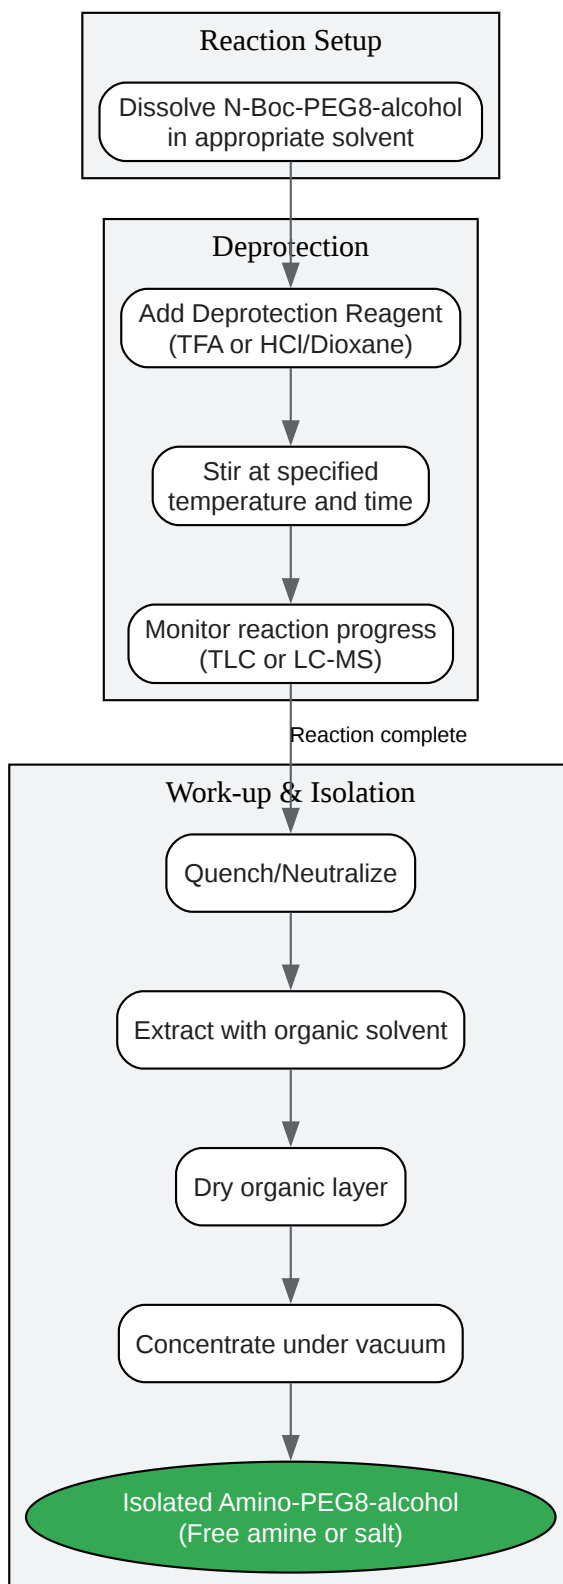 Reaction Setup
Dissolve N-Boc-PEG8-alcohol
in appropriate solvent
Deprotection
Add Deprotection Reagent
(TFA or HCl/Dioxane)
Stir at specified
temperature and time
Monitor reaction progress
(TLC or LC-MS)
Reaction complete
Work-up & Isolation
Quench/Neutralize
Extract with organic solvent
Dry organic layer
Concentrate under vacuum
Isolated Amino-PEG8-alcohol
(Free amine or salt)